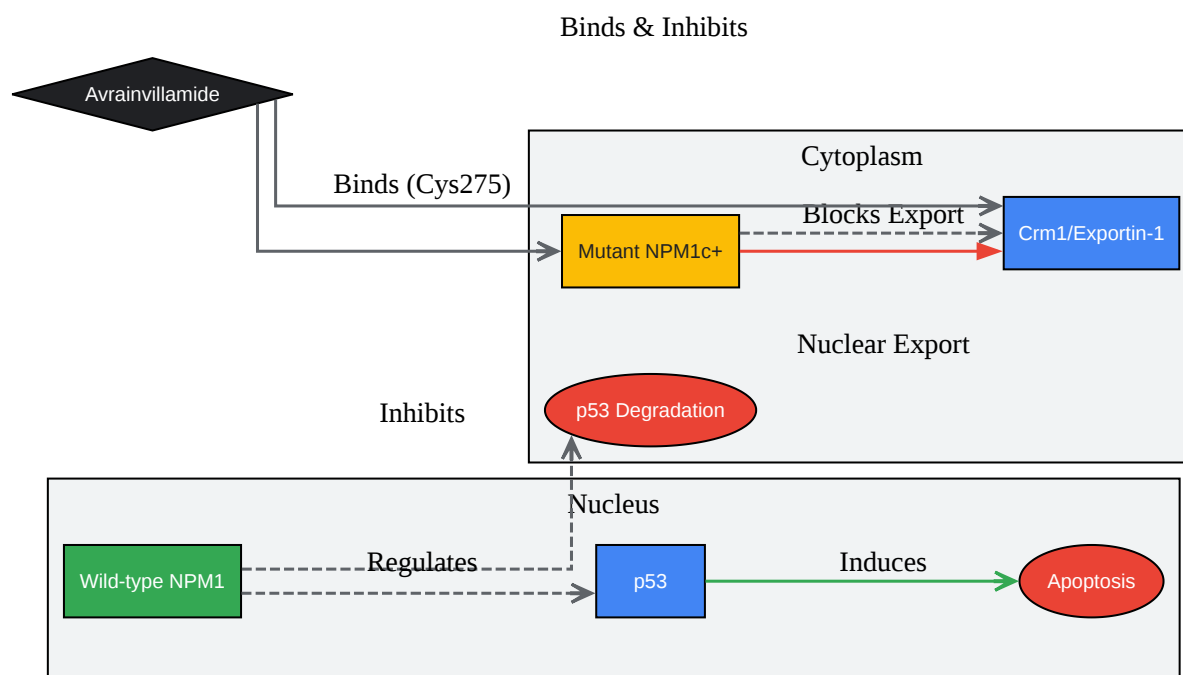 Binds & Inhibits
Avrainvillamide
Cytoplasm
Binds (Cys275)
Blocks Export
Crm1/Exportin-1
Mutant NPM1c+
Nuclear Export
p53 Degradation
Inhibits
Nucleus
Regulates
Induces
Wild-type NPM1
p53
Apoptosis